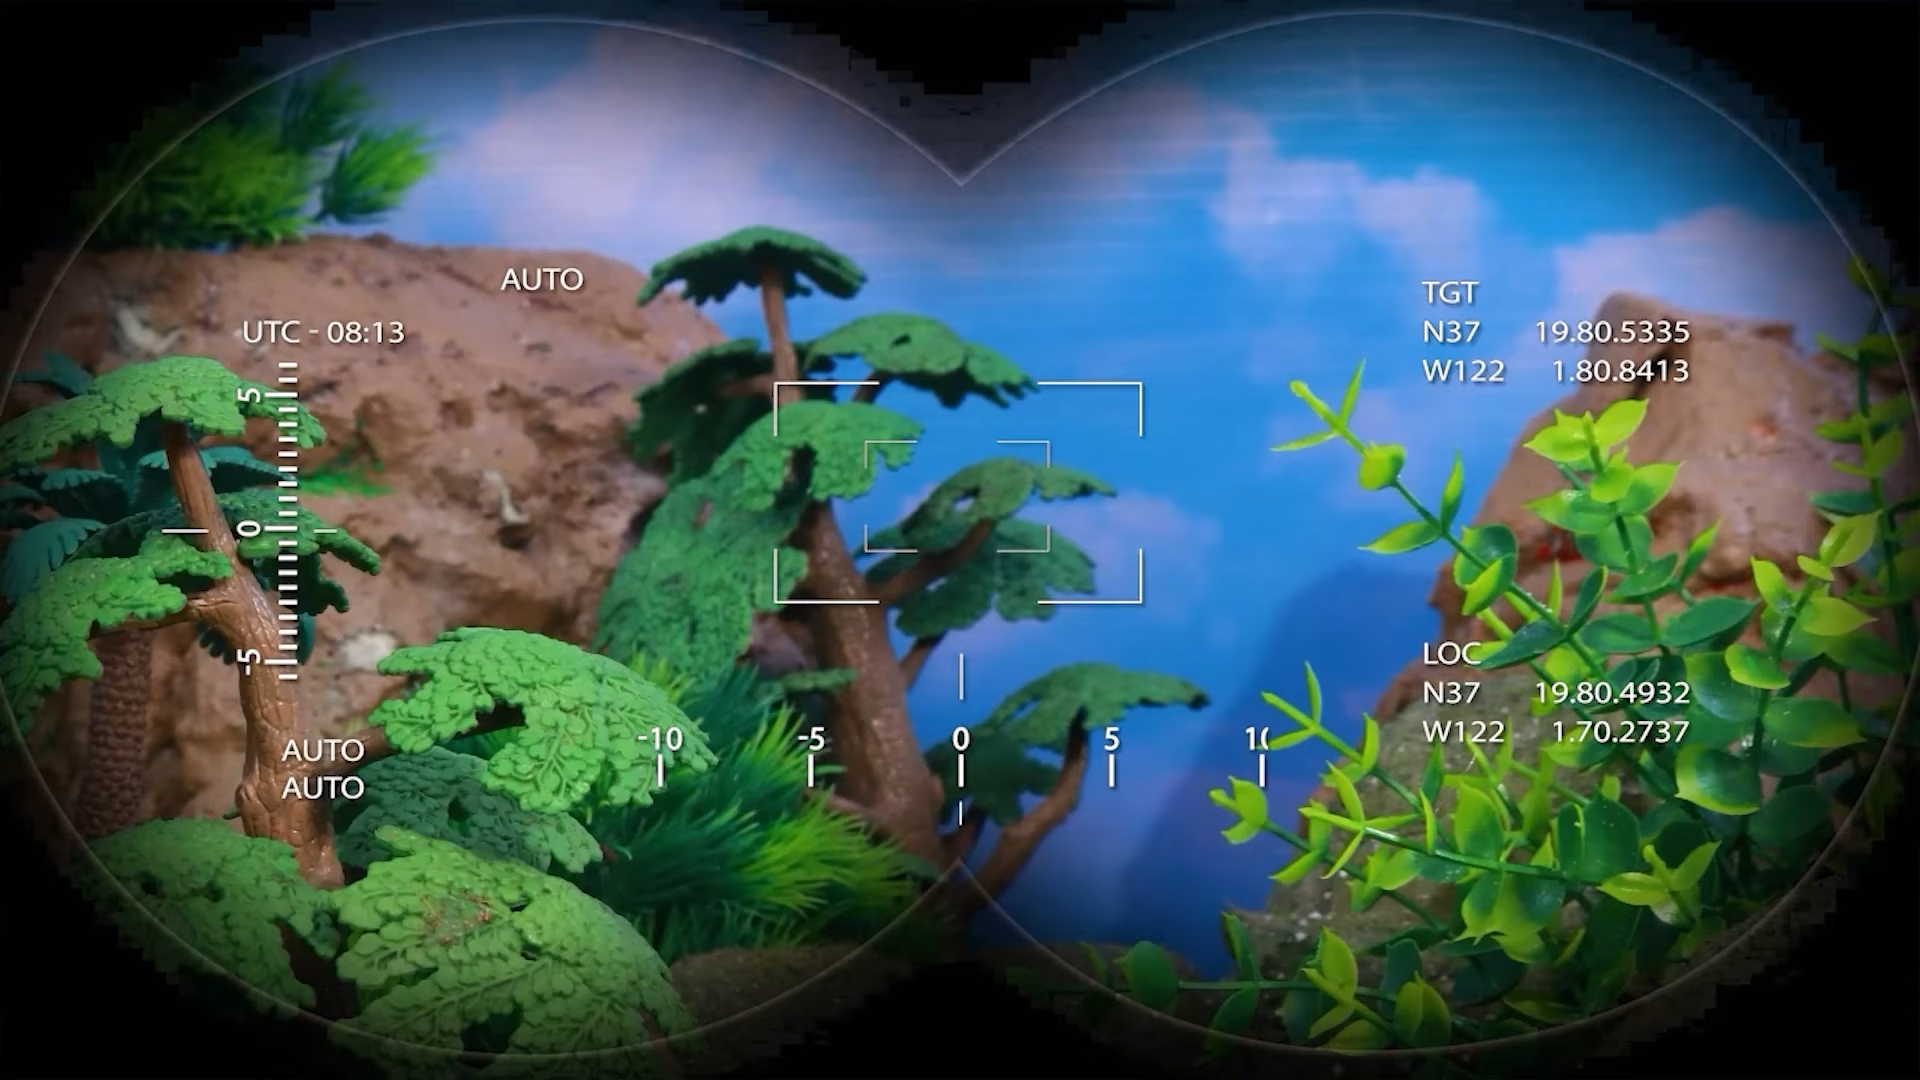 AUTO
UTC - 08:13
5
0
-5
AUTO
AUTO
-10 -5 0 5 10
TGT
N37 19.80.5335
W122 1.80.8413
LOC
N37 19.80.4932
W122 1.70.2737